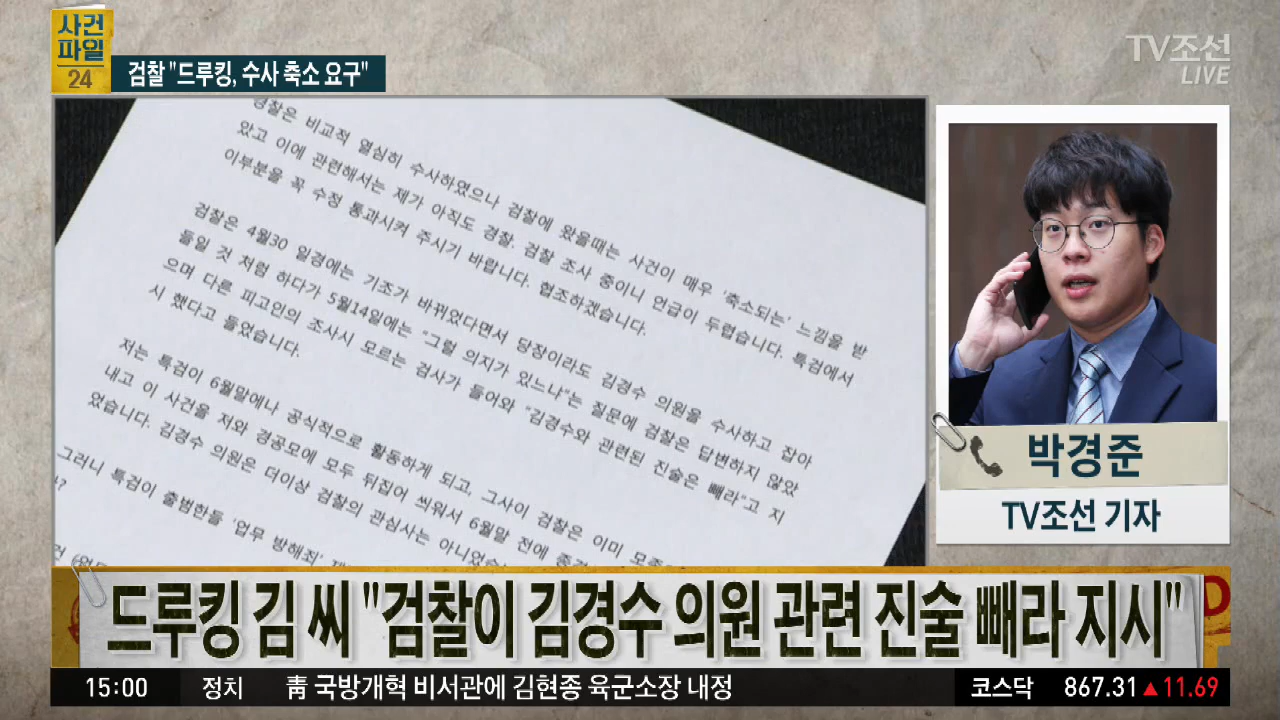 사건
파일
24
검찰 "드루킹, 수사 축소 요구"
TV조선
LIVE
경찰은 비교적 열심히 수사하였으나 검찰에 왔을때는 사건이 매우 '축소되는' 느낌을 받
았고 이에 관련해서는 제가 아직도 경찰. 검찰 조사 중이니 언급이 두렵습니다. 특검에서
이부분을 꼭 수정 통과시켜 주시기 바랍니다. 협조하겠습니다.
검찰은 4월30 일경에는 기조가 바뀌었다면서 당장이라도 김경수 의원을 수사하고 잡아
들일 것 처럼 하다가 5월14일에는 "그럴 의지가 있느냐"는 질문에 검찰은 답변하지 않았
으며 다른 피고인의 조사시 모르는 검사가 들어와 "김경수와 관련된 진술은 빼라"고 지
시 했다고 들었습니다.
저는 특검이 6월말에나 공식적으로 활동하게 되고, 그사이 검찰은 이미 모든
내고 이 사건을 저와 경공모에 모두 뒤집어 씌워서 6월말 전에 종결
었습니다. 김경수 의원은 더이상 검찰의 관심사는 아니었습
그러니 특검이 출범한들 '업무 방해죄'
박경준
TV조선 기자
드루킹 김 씨 "검찰이 김경수 의원 관련 진술 빼라 지시"
15:00 정치 靑 국방개혁 비서관에 김현종 육군소장 내정 코스닥 867.31▲11.69